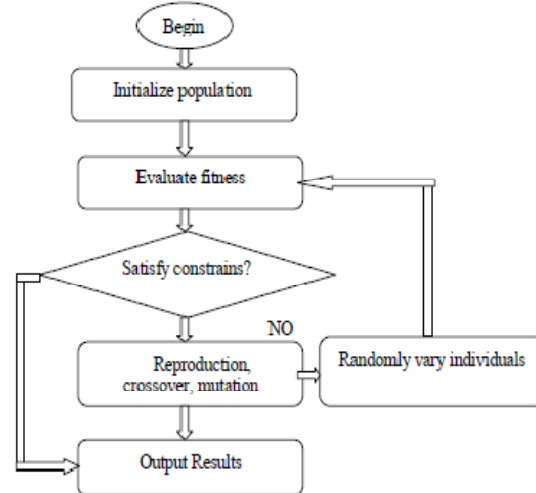 Begin
Initialize population
Evaluate fitness
Satisfy constrains?
NO
Reproduction,
crossover, mutation
Randomly vary individuals
Output Results